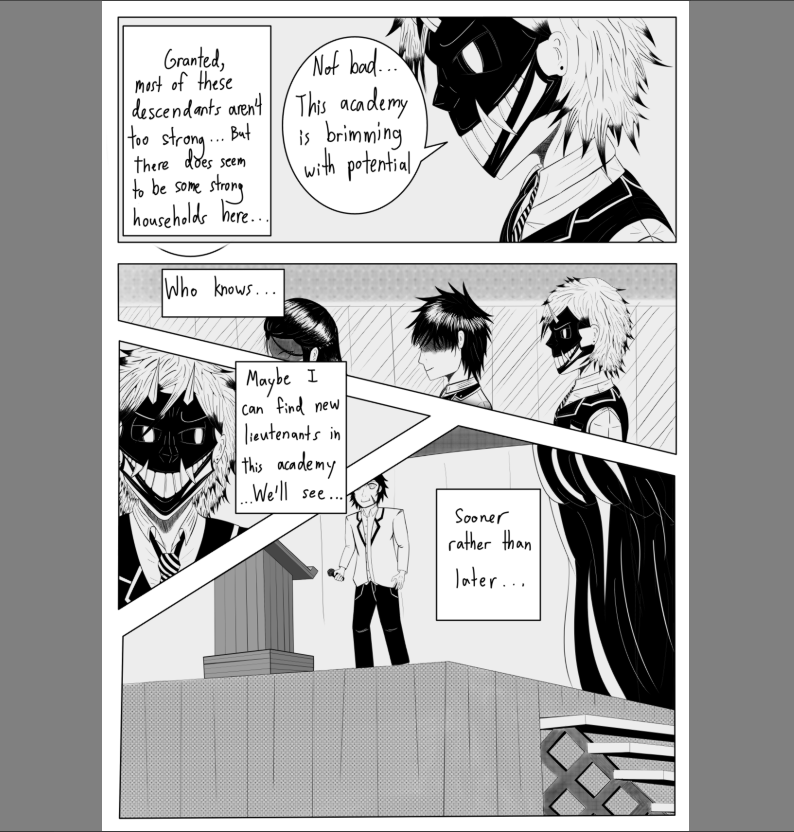 Granted,
most of these
descendants aren't
too strong... But
there does seem
to be some strong
households here...
Not bad...
This academy
is brimming
with potential
Who knows...
Maybe I
can find new
lieutenants in
this academy
...We'll see...
Sooner
rather than
later...